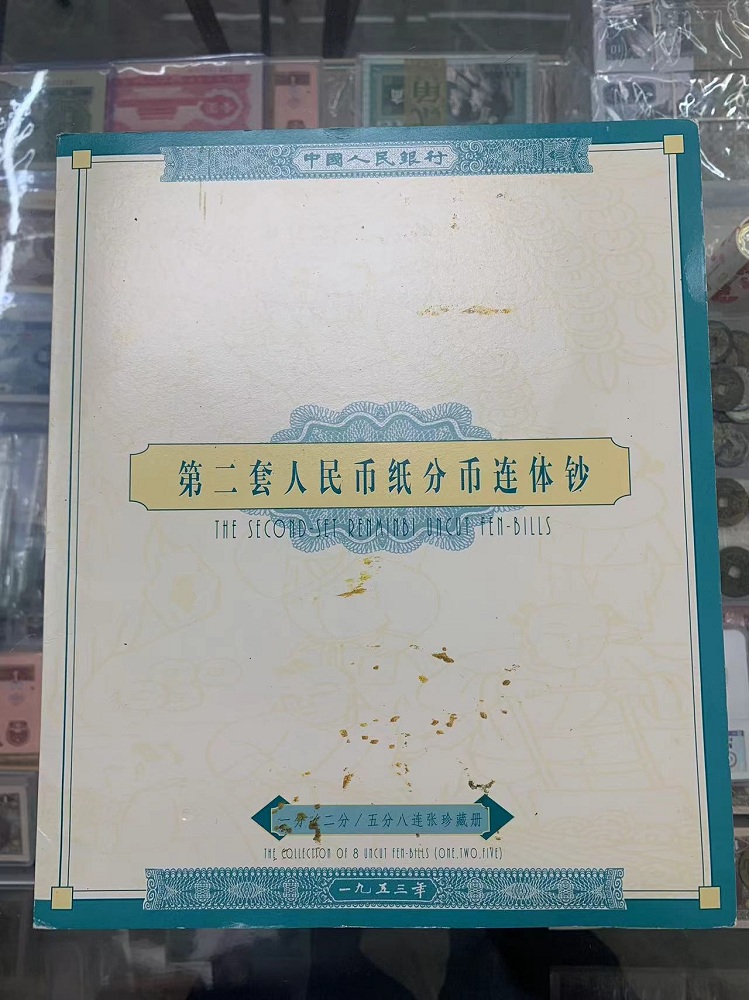 中國人民銀行
第二套人民币纸分币连体钞
THE SECOND-SET RENMINBI UNCUT FEN-BILLS
一分/二分/五分八连张珍藏册
THE COLLECTION OF 8 UNCUT FEN-BILLS (ONE.TWO.FIVE)
一九五三年